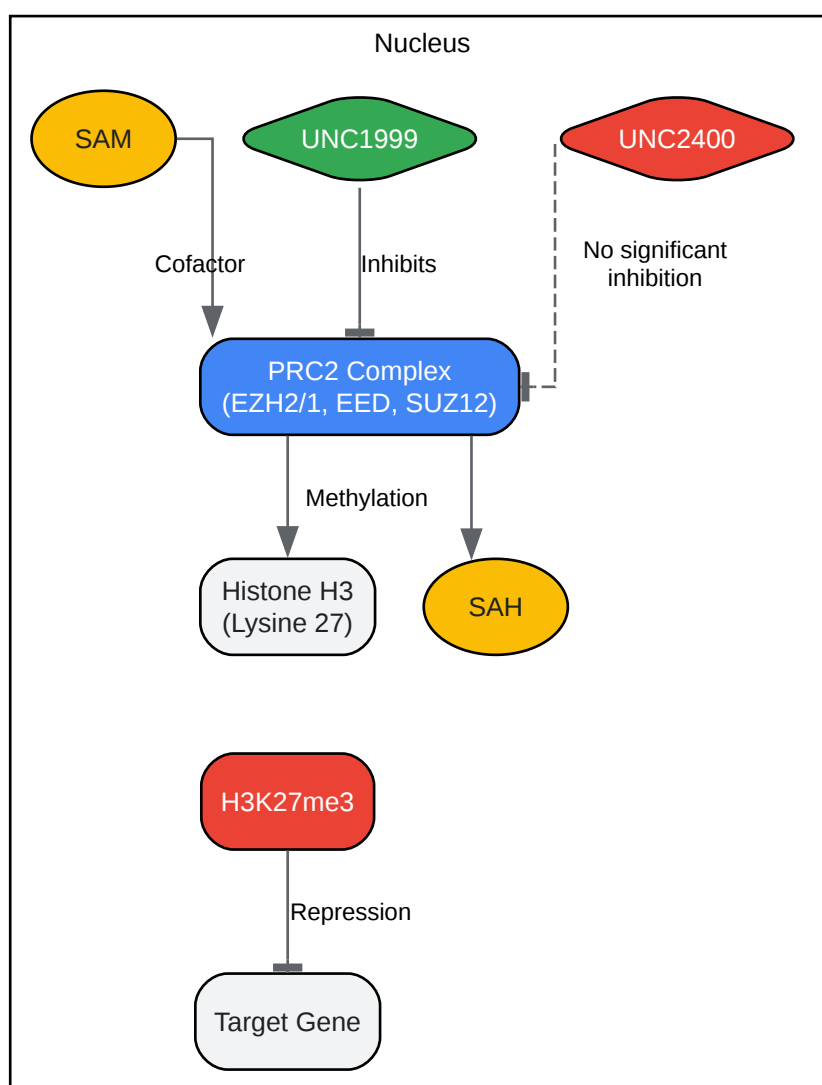 Nucleus
SAM
UNC1999
UNC2400
Cofactor
Inhibits
No significant
inhibition
PRC2 Complex
(EZH2/1, EED, SUZ12)
Methylation
Histone H3
(Lysine 27)
SAH
H3K27me3
Repression
Target Gene